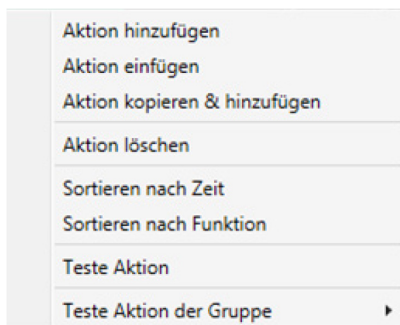 Aktion hinzufügen
Aktion einfügen
Aktion kopieren & hinzufügen
Aktion löschen
Sortieren nach Zeit
Sortieren nach Funktion
Teste Aktion
Teste Aktion der Gruppe